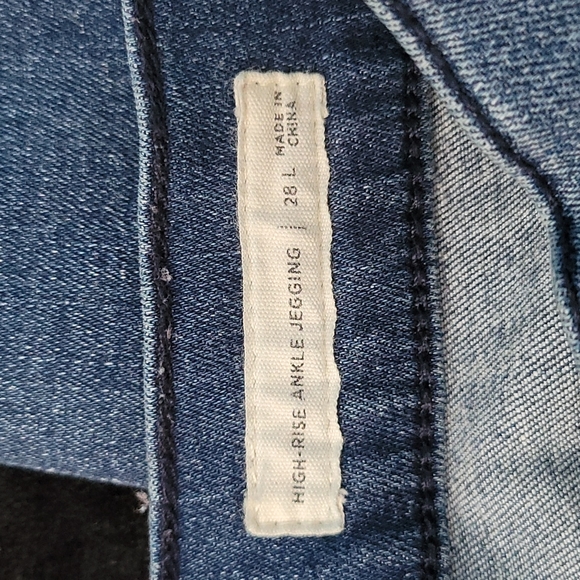 HIGH-RISE ANKLE JEGGING | 28 L
MADE IN
CHINA